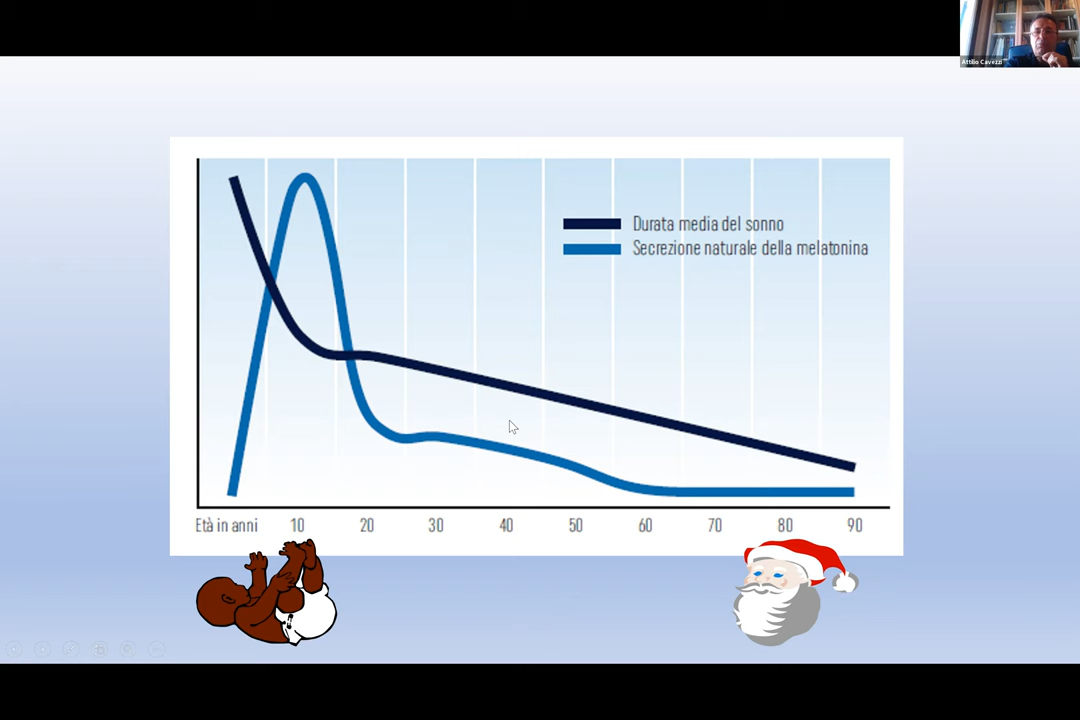 Attilio Cavezzi
Durata media del sonno
Secrezione naturale della melatonina
Età in anni 10 20 30 40 50 60 70 80 90